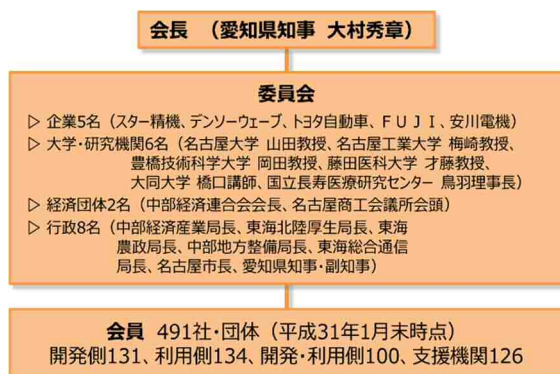 会長 (愛知県知事 大村秀章)
委員会
▷ 企業5名(スター精機、デンソーウェーブ、トヨタ自動車、FUJI、安川電機)
▷ 大学・研究機関6名(名古屋大学 山田教授、名古屋工業大学 梅崎教授、
豊橋技術科学大学 岡田教授、藤田医科大学 才藤教授、
大同大学 橋口講師、国立長寿医療研究センター 鳥羽理事長)
▷ 経済団体2名(中部経済連合会会長、名古屋商工会議所会頭)
▷ 行政8名(中部経済産業局長、東海北陸厚生局長、東海
農政局長、中部地方整備局長、東海総合通信
局長、名古屋市長、愛知県知事・副知事)
会員 491社・団体(平成31年1月末時点)
開発側131、利用側134、開発・利用側100、支援機関126